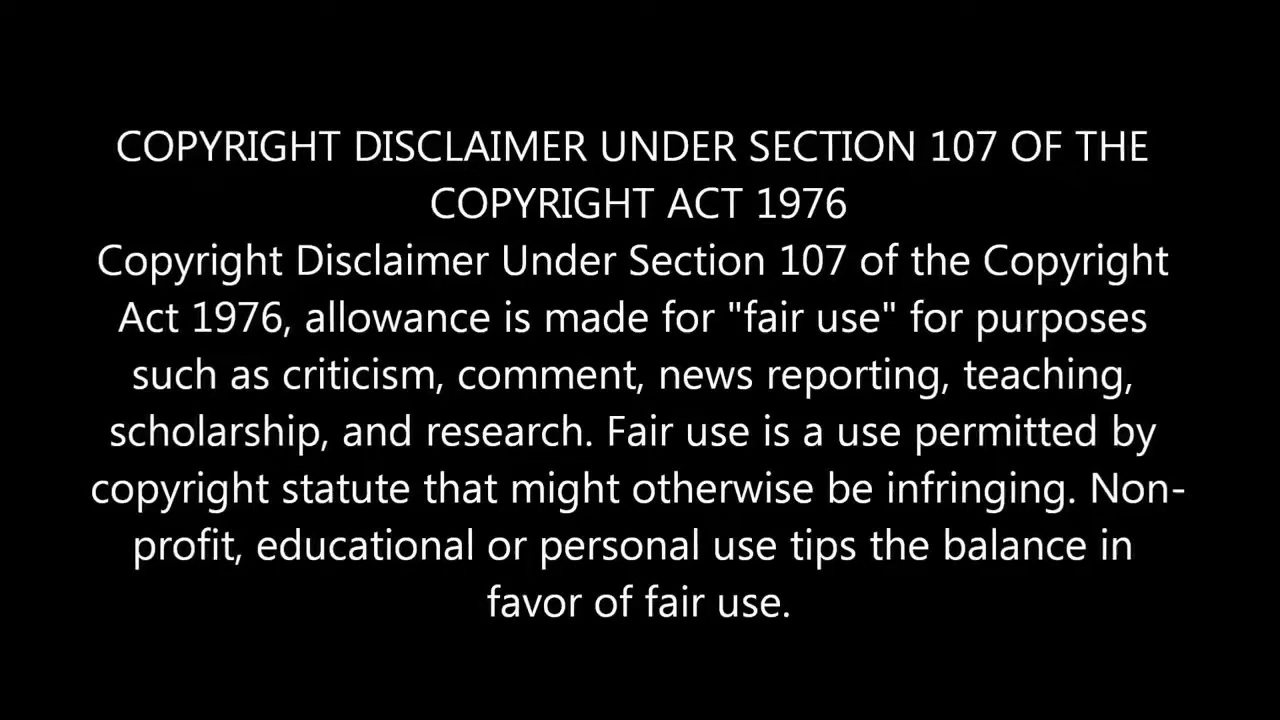 COPYRIGHT DISCLAIMER UNDER SECTION 107 OF THE
COPYRIGHT ACT 1976
Copyright Disclaimer Under Section 107 of the Copyright
Act 1976, allowance is made for "fair use" for purposes
such as criticism, comment, news reporting, teaching,
scholarship, and research. Fair use is a use permitted by
copyright statute that might otherwise be infringing. Non-
profit, educational or personal use tips the balance in
favor of fair use.